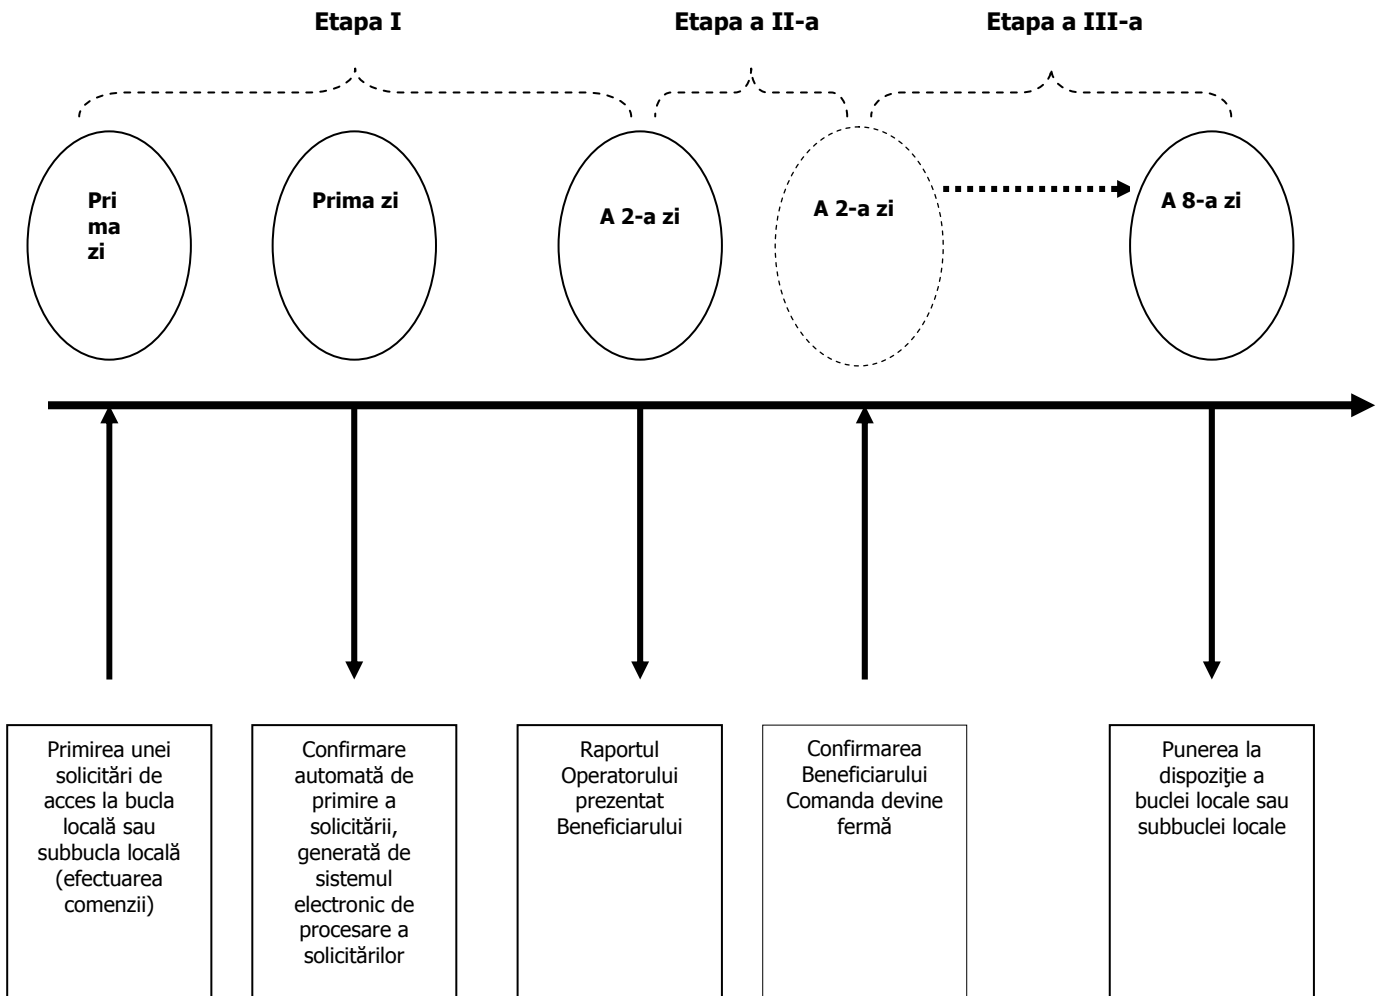 Etapa I
Etapa a II-a
Etapa a III-a
Pri
ma
zi
Prima zi
A 2-a zi
A 2-a zi
A 8-a zi
Primirea unei
solicitări de
acces la bucla
locală sau
subbucla locală
(efectuarea
comenzii)
Confirmare
automată de
primire a
solicitării,
generată de
sistemul
electronic de
procesare a
solicitărilor
Raportul
Operatorului
prezentat
Beneficiarului
Confirmarea
Beneficiarului
Comanda devine
fermă
Punerea la
dispoziţie a
buclei locale sau
subbuclei locale